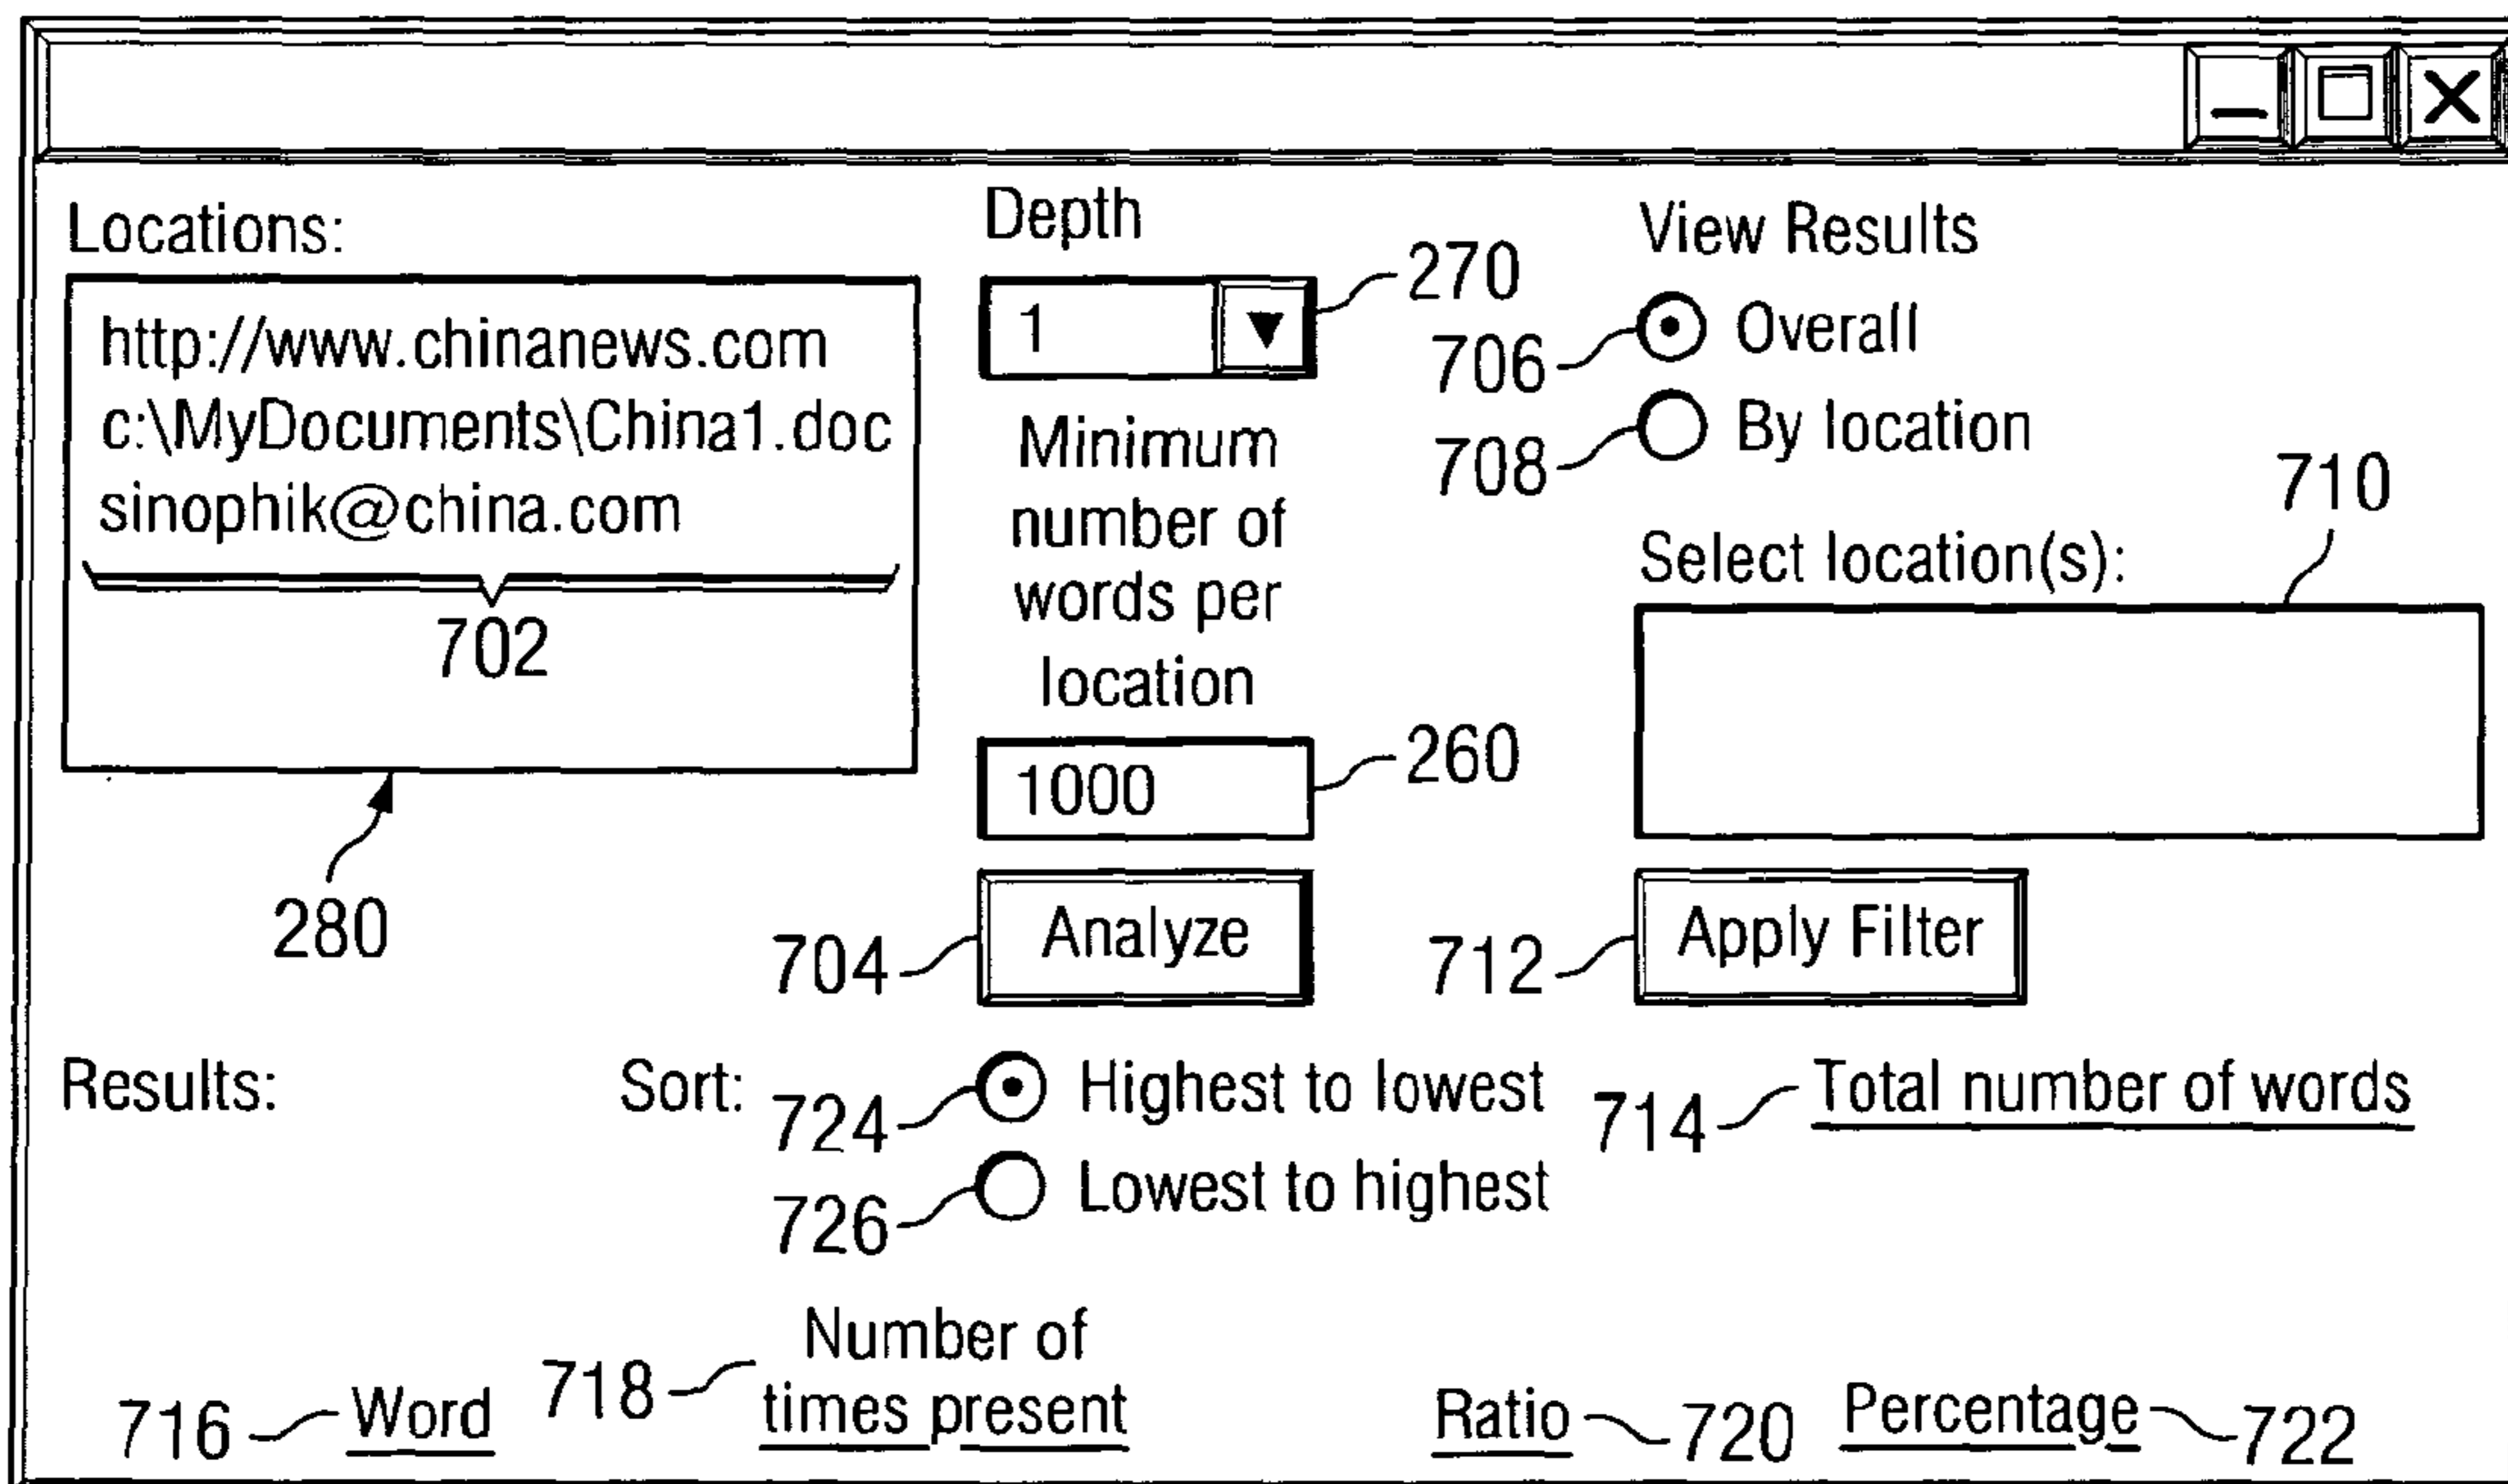 Locations:
http://www.chinanews.com
c:\MyDocuments\China1.doc
sinophik@china.com
702
280
Depth
1
270
Minimum
number of
words per
location
1000
260
704
Analyze
View Results
706
Overall
708
By location
710
Select location(s):
712
Apply Filter
Results:
Sort:
724
Highest to lowest
726
Lowest to highest
714
Total number of words
716
Word
718
Number of
times present
Ratio
720
Percentage
722